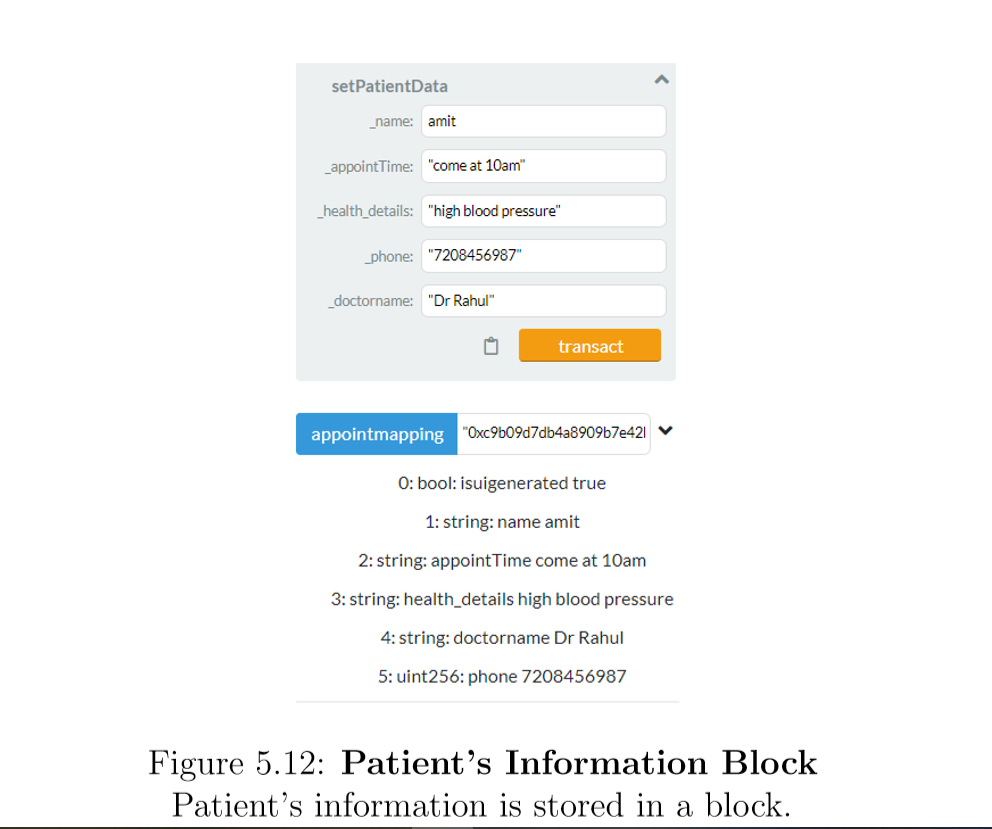 setPatientData
_name: amit
_appointTime: "come at 10am"
_health_details: "high blood pressure"
_phone: "7208456987"
_doctorname: "Dr Rahul"
transact
appointmapping "0xc9b09d7db4a8909b7e42
0: bool: isuigenerated true
1: string: name amit
2: string: appointTime come at 10am
3: string: health_details high blood pressure
4: string: doctorname Dr Rahul
5: uint256: phone 7208456987
Figure 5.12: Patient's Information Block
Patient's information is stored in a block.